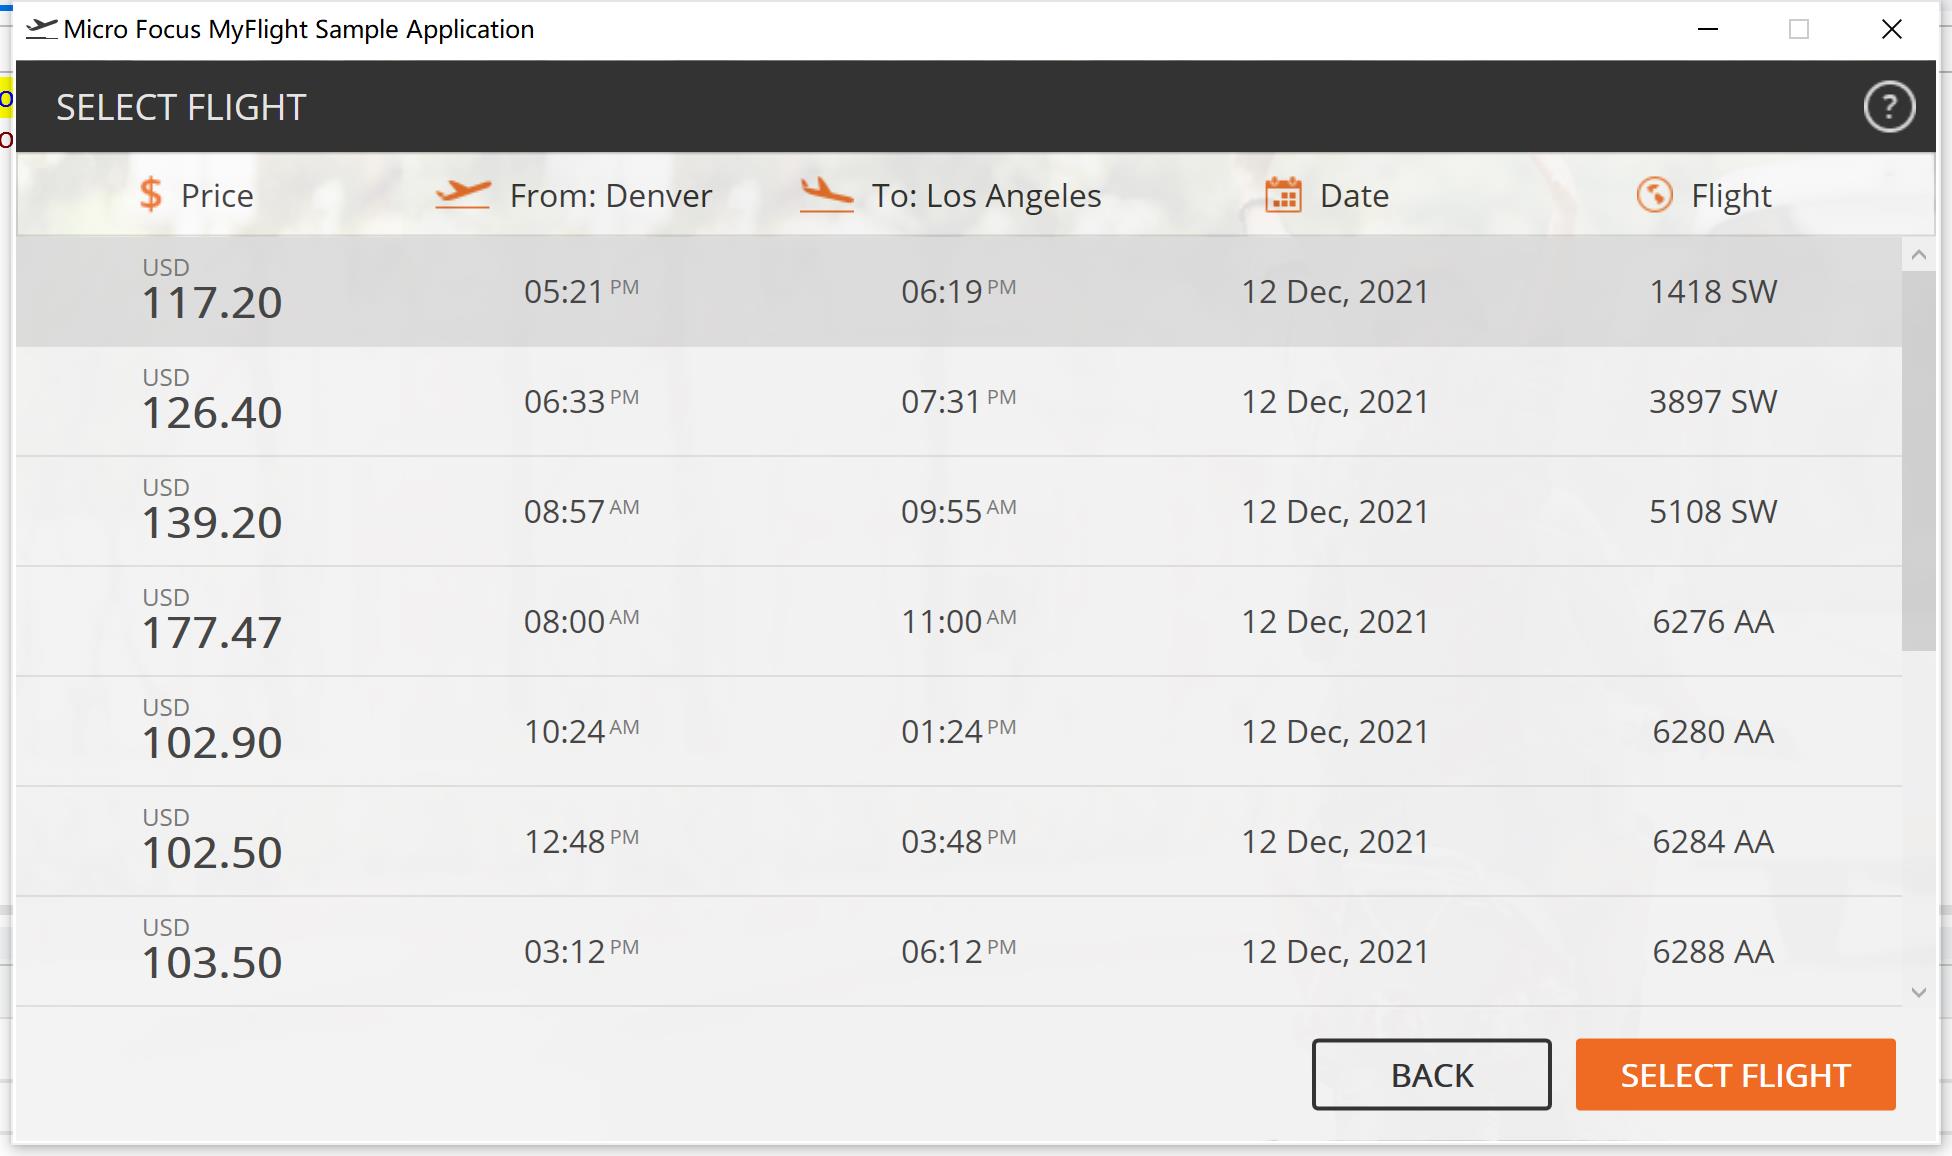 Micro Focus MyFlight Sample Application
SELECT FLIGHT ?
$ Price From: Denver To: Los Angeles Date Flight
USD
117.20 05:21 PM 06:19 PM 12 Dec, 2021 1418 SW
USD
126.40 06:33 PM 07:31 PM 12 Dec, 2021 3897 SW
USD
139.20 08:57 AM 09:55 AM 12 Dec, 2021 5108 SW
USD
177.47 08:00 AM 11:00 AM 12 Dec, 2021 6276 AA
USD
102.90 10:24 AM 01:24 PM 12 Dec, 2021 6280 AA
USD
102.50 12:48 PM 03:48 PM 12 Dec, 2021 6284 AA
USD
103.50 03:12 PM 06:12 PM 12 Dec, 2021 6288 AA
BACK SELECT FLIGHT